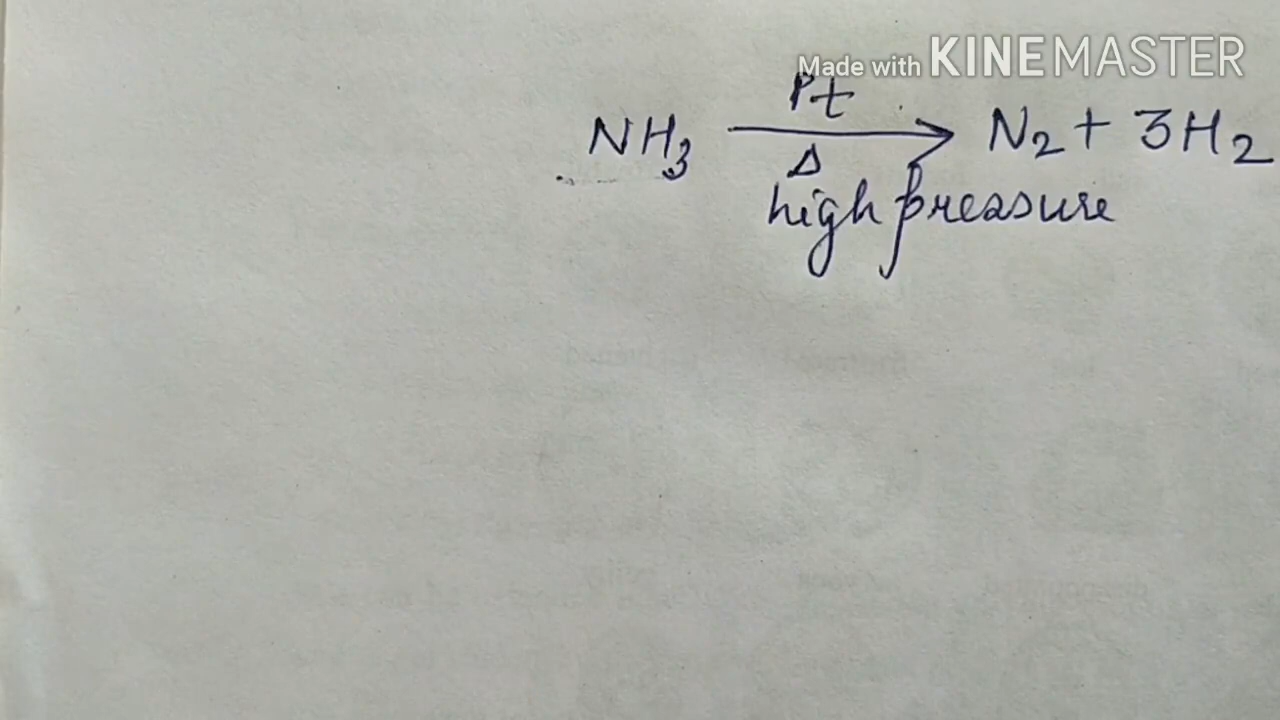 Made with KINEMASTER
Pt
NH3 → N2 + 3H2
Δ
high pressure